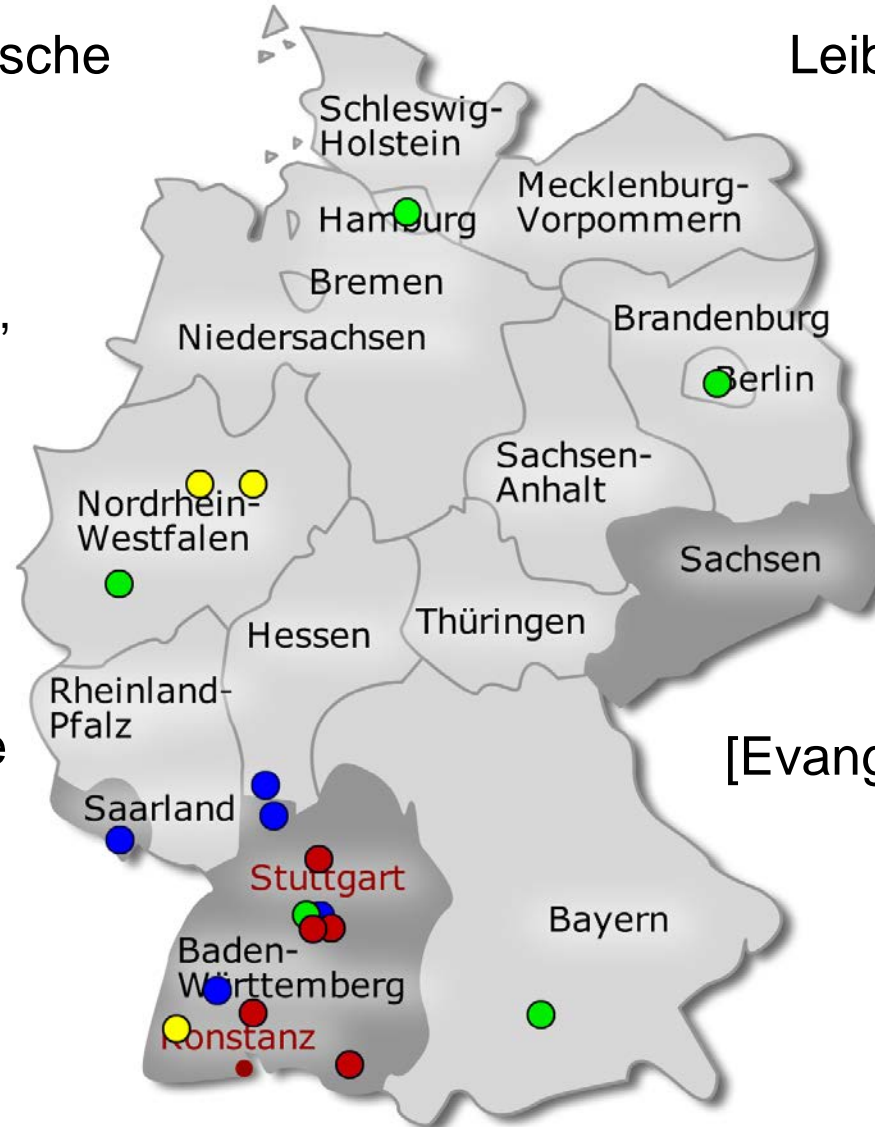 sche
Leib
Schleswig-
Holstein
Mecklenburg-
Vorpommern
Hamburg
Bremen
,
Brandenburg
Niedersachsen
Berlin
Sachsen-
Anhalt
Nordrhein-
Westfalen
Sachsen
Thüringen
Hessen
Rheinland-
Pfalz
e
[Evang
Saarland
Stuttgart
Bayern
Baden-
Württemberg
Konstanz